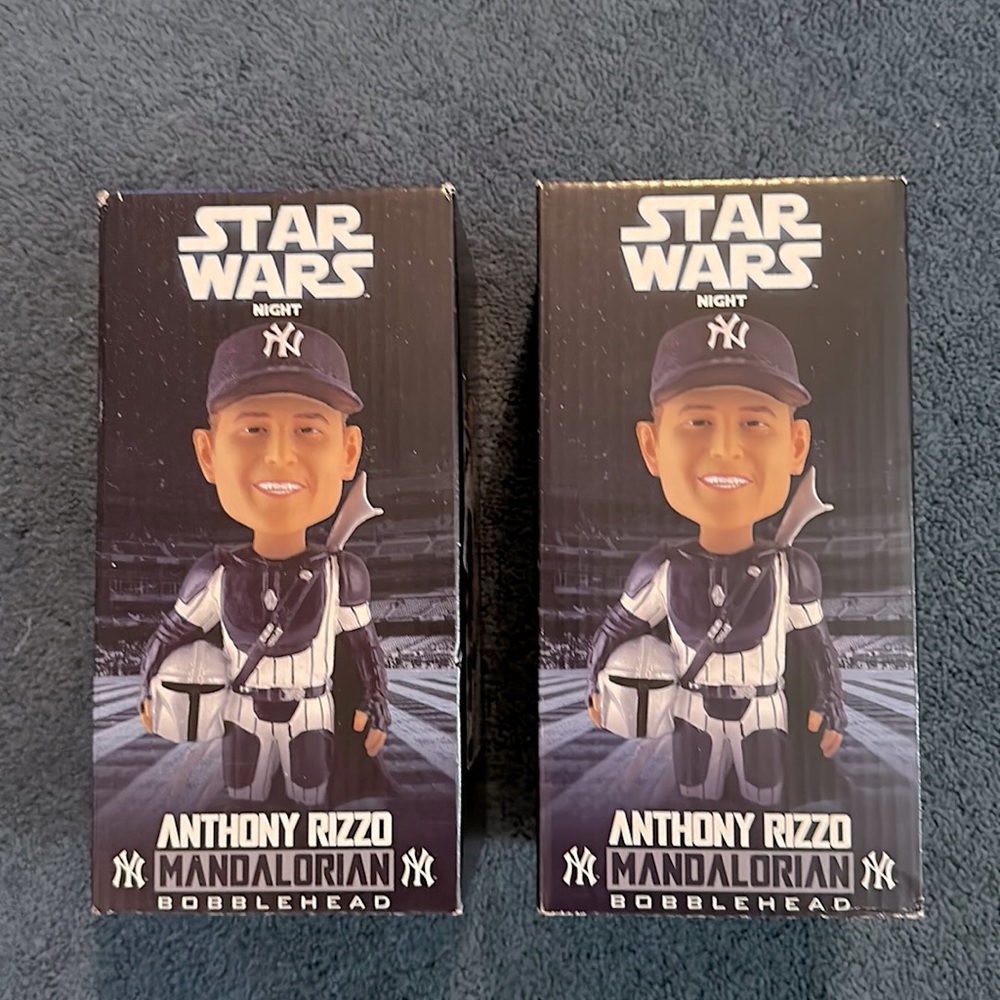 STAR
WARS
NIGHT
NY
ANTHONY RIZZO
NY MANDALORIAN NY
BOBBLEHEAD
STAR
WARS
NIGHT
NY
ANTHONY RIZZO
NY MANDALORIAN NY
BOBBLEHEAD